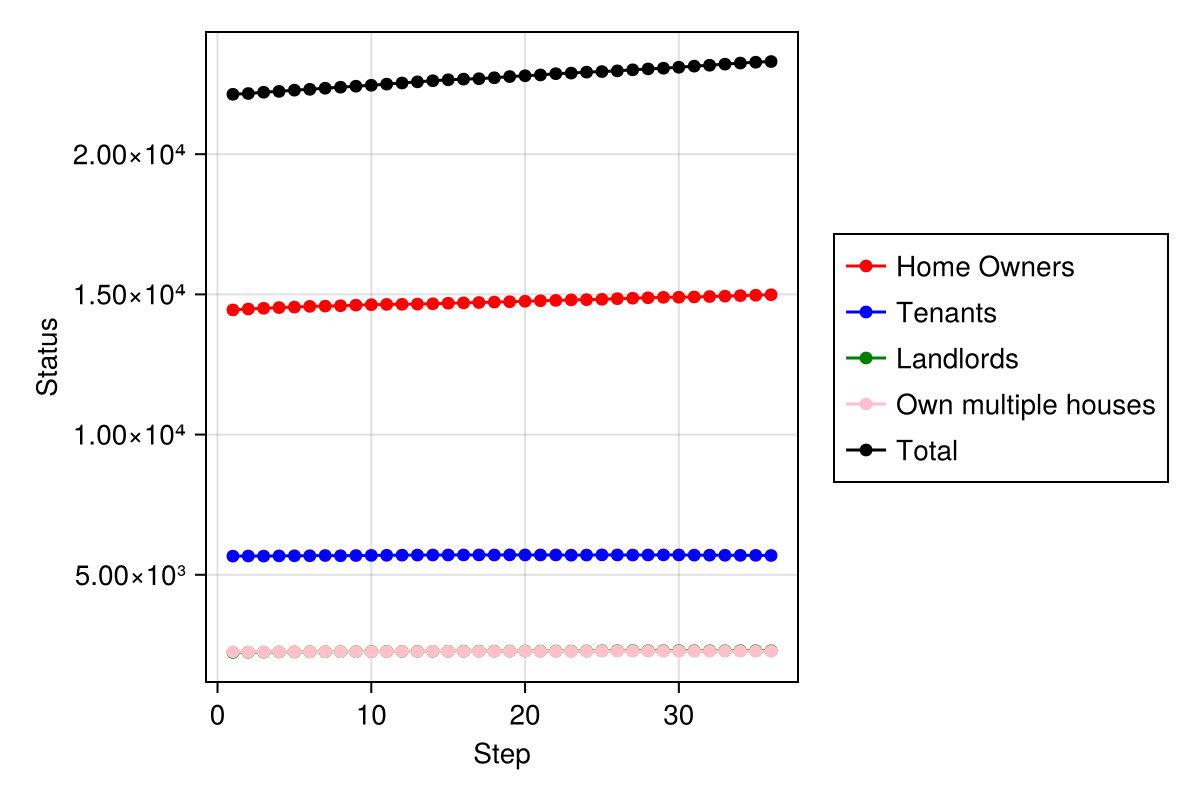 2.00×10⁴
1.50×10⁴
1.00×10⁴
5.00×10³
Status
0 10 20 30
Step
Home Owners
Tenants
Landlords
Own multiple houses
Total